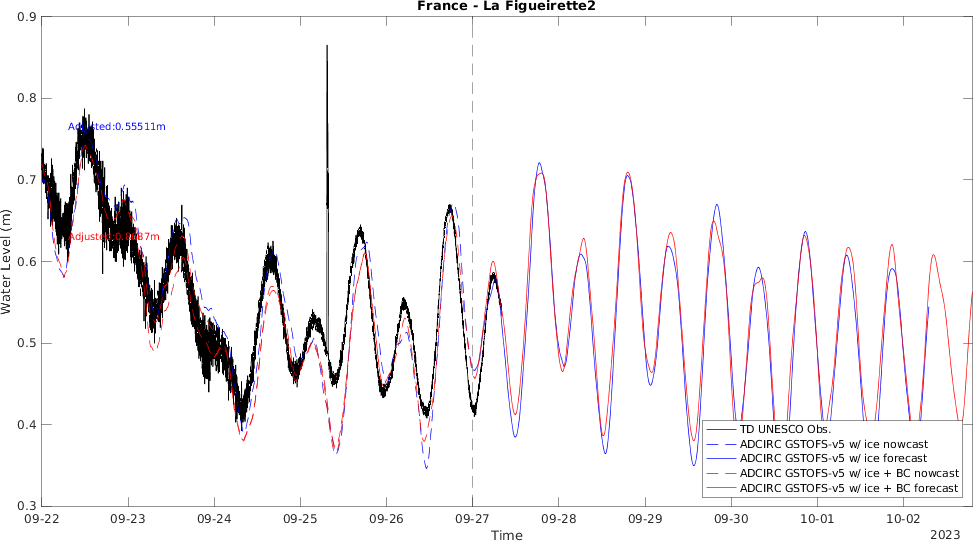 France - La Figueirette2
Water Level (m)
0.9
0.8
0.7
0.6
0.5
0.4
0.3
Adjusted:0.55511m
TD UNESCO Obs.
ADCIRC GSTOFS-v5 w/ ice nowcast
ADCIRC GSTOFS-v5 w/ ice forecast
ADCIRC GSTOFS-v5 w/ ice + BC nowcast
ADCIRC GSTOFS-v5 w/ ice + BC forecast
09-22 09-23 09-24 09-25 09-26 09-27 09-28 09-29 09-30 10-01 10-02
Time
2023